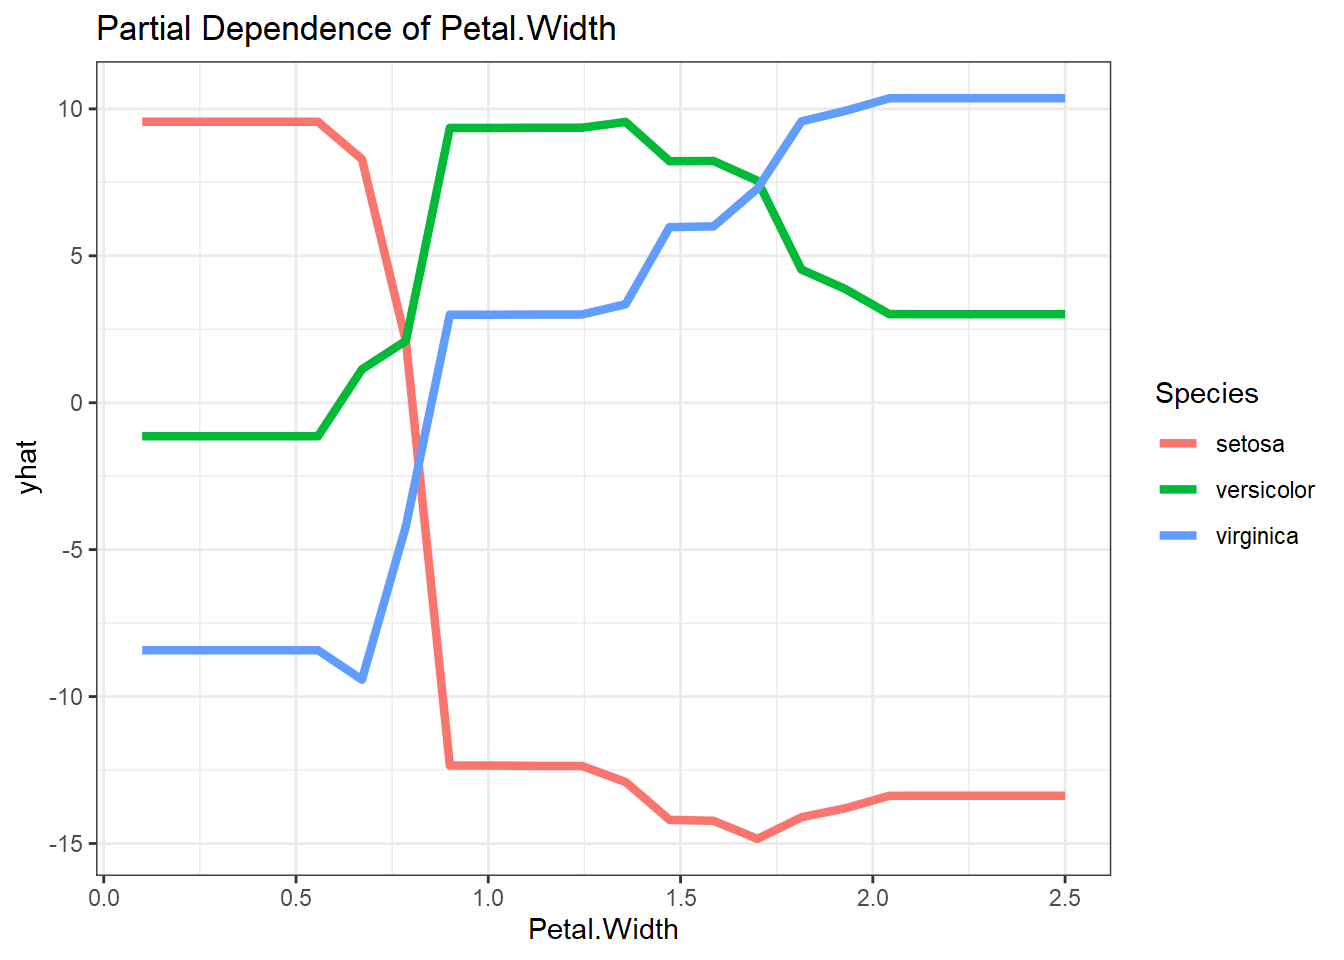 Partial Dependence of Petal.Width
10
5
0
-5
-10
-15
yhat
0.0 0.5 1.0 1.5 2.0 2.5
Petal.Width
Species
setosa
versicolor
virginica